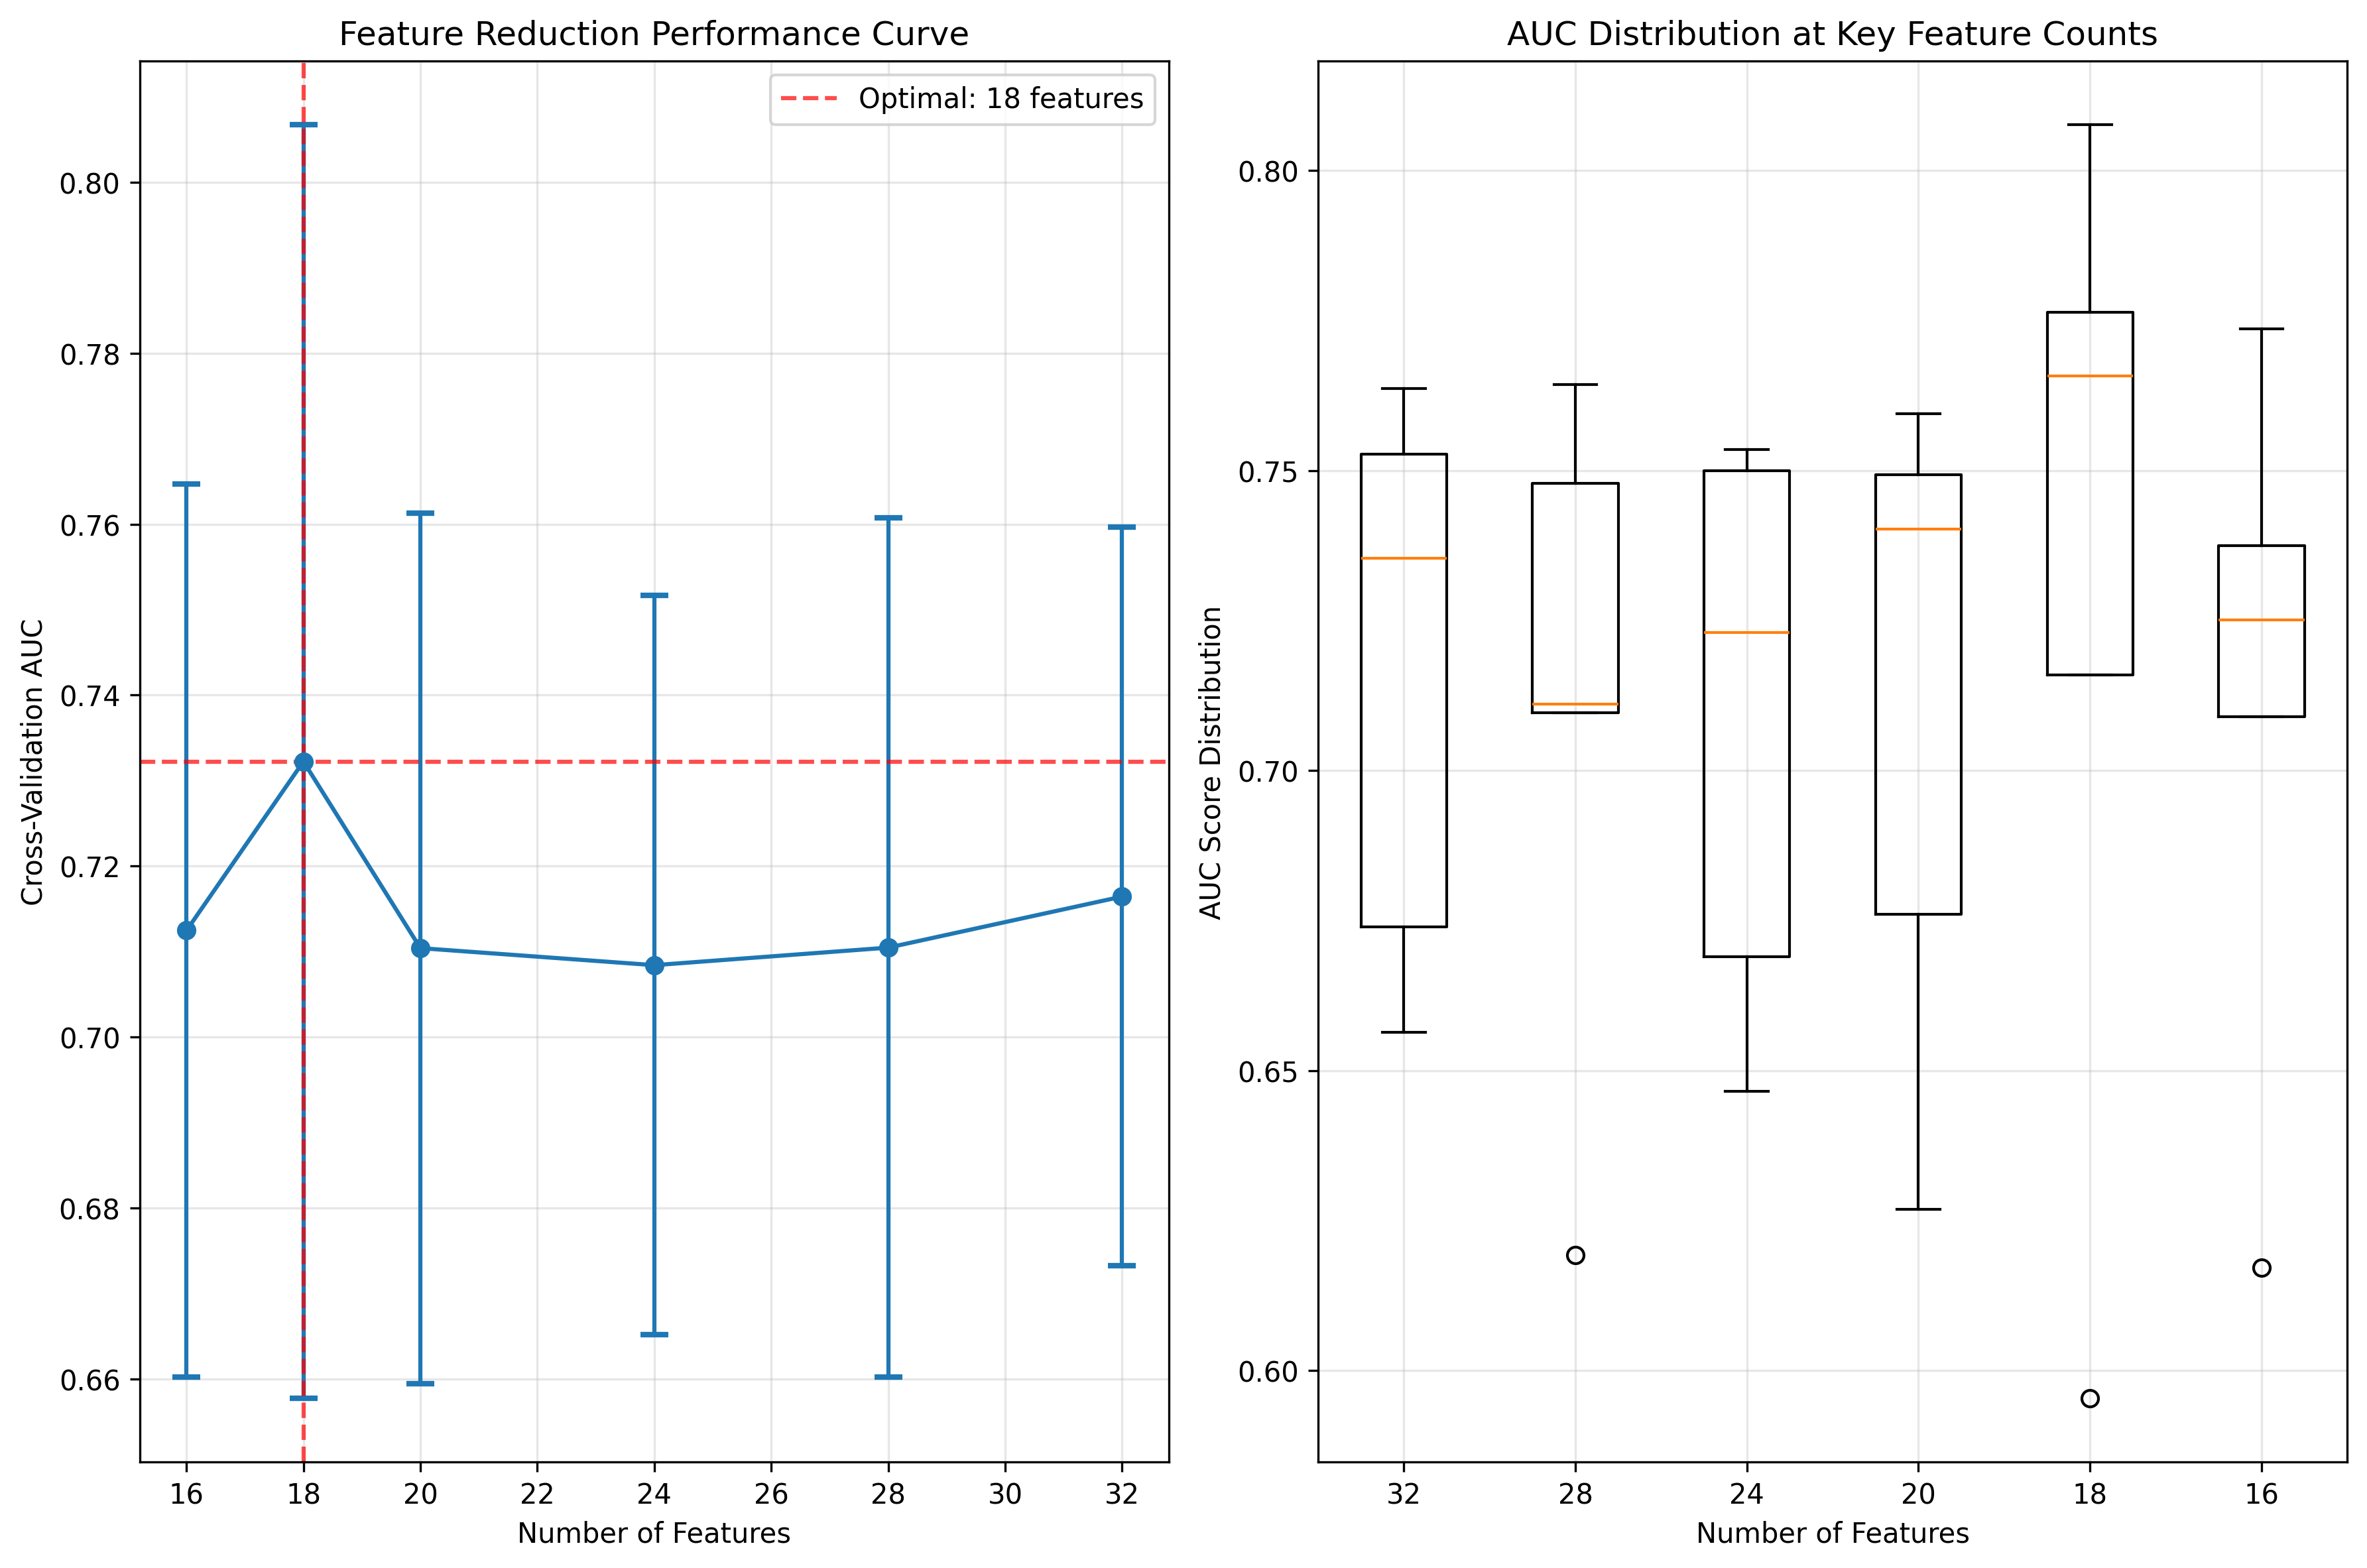 Feature Reduction Performance Curve
Optimal: 18 features
0.80
0.78
0.76
0.74
0.72
0.70
0.68
0.66
Cross-Validation AUC
16 18 20 22 24 26 28 30 32
Number of Features
AUC Distribution at Key Feature Counts
0.80
0.75
0.70
0.65
0.60
AUC Score Distribution
32 28 24 20 18 16
Number of Features